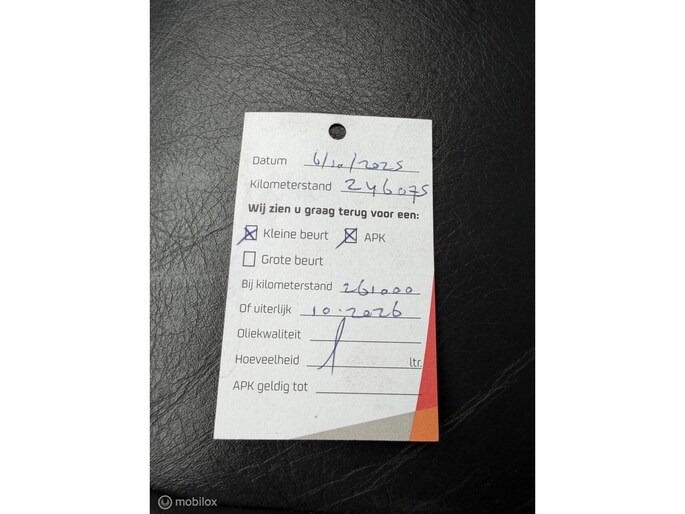 Datum 6/10/2025
Kilometerstand 246075
Wij zien u graag terug voor een:
Kleine beurt APK
Grote beurt
Bij kilometerstand 261000
Of uiterlijk 10.2026
Oliekwaliteit
Hoeveelheid ltr.
APK geldig tot
mobilox